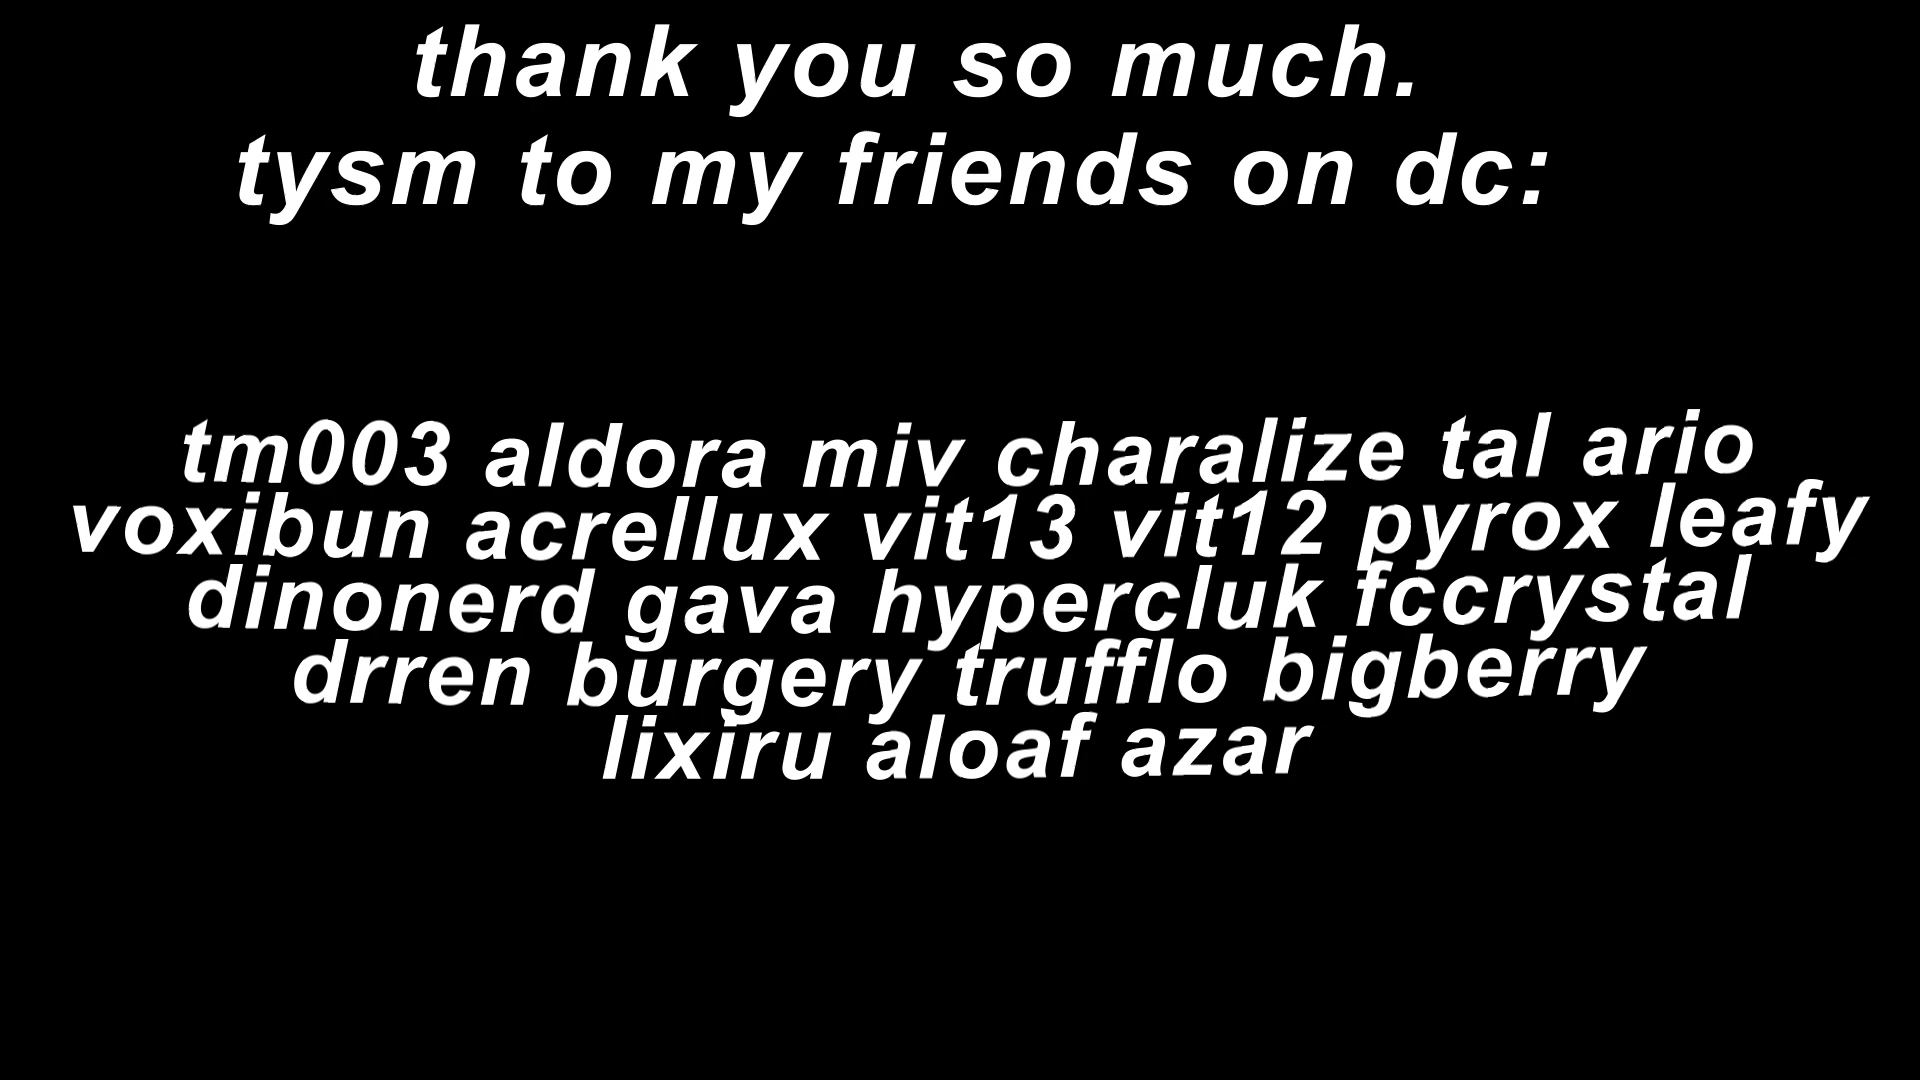 thank you so much.
tysm to my friends on dc:
tm003 aldora miv charalize tal ario
voxibun acrellux vit13 vit12 pyrox leafy
dinonerd gava hypercluk fccrystal
drren burgery trufflo bigberry
lixiru aloaf azar